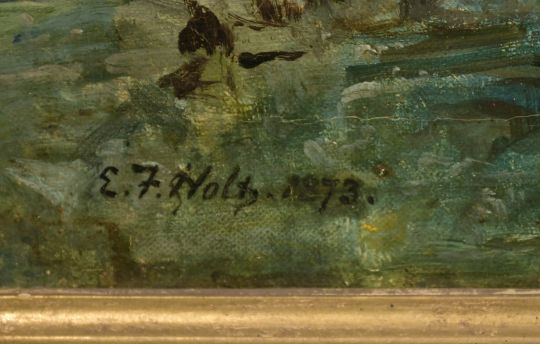 E. F. Holtz. 1873.